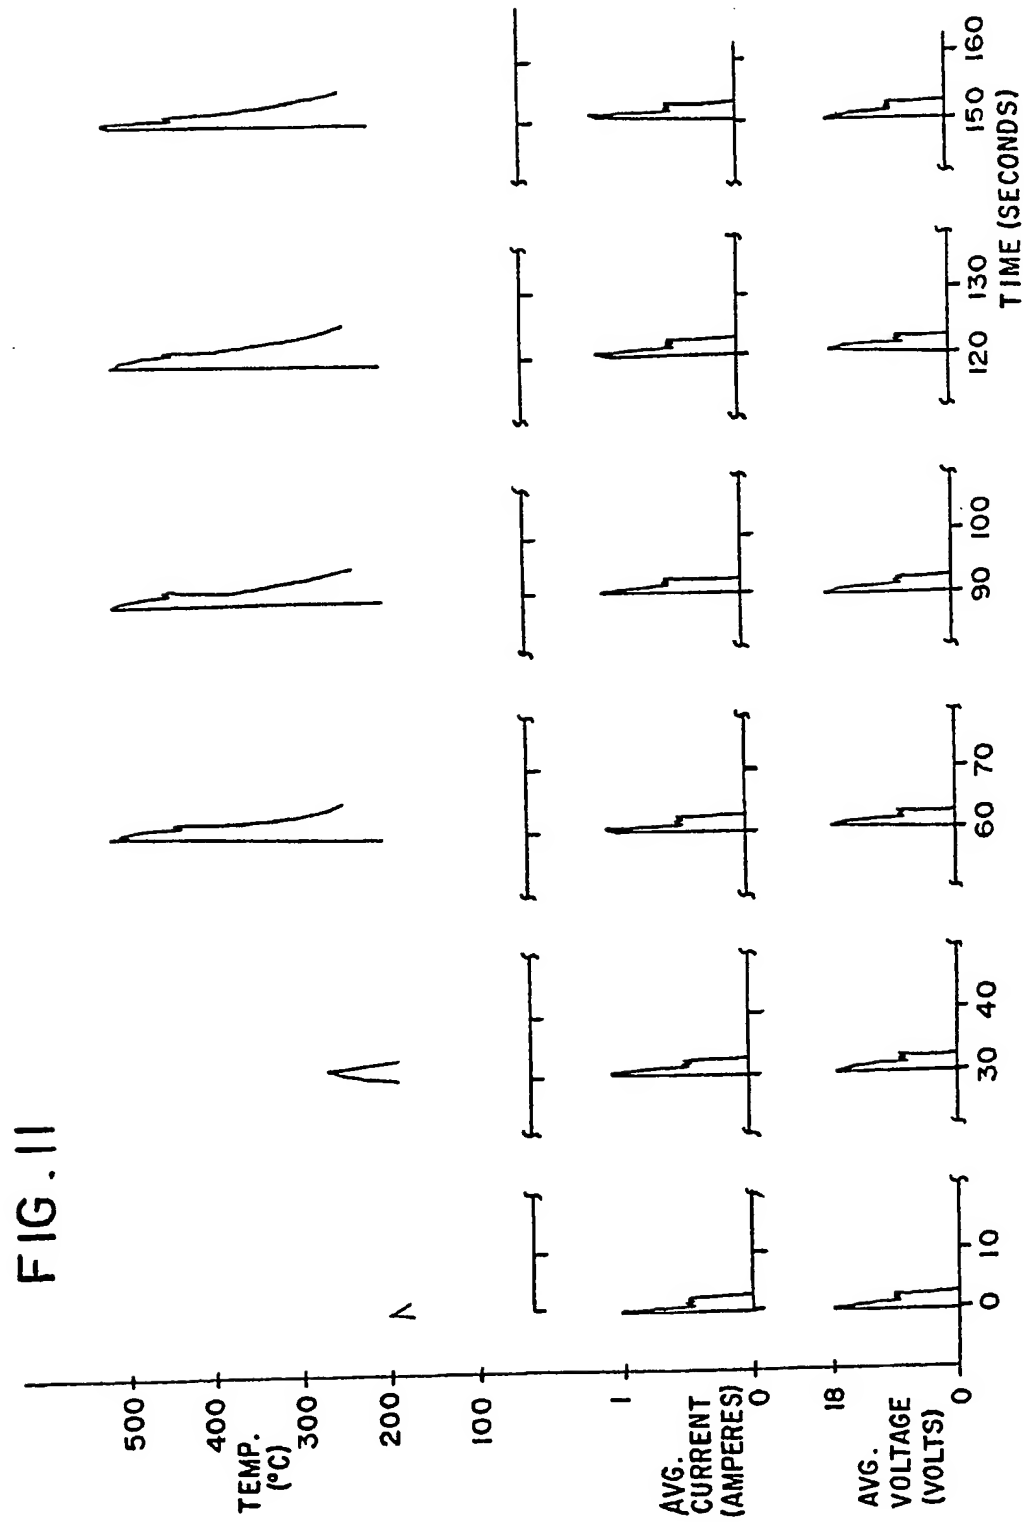 FIG. 11
500
400
300
200
100
TEMP.
(°C)
1
0
AVG.
CURRENT
(AMPERES)
18
0
AVG.
VOLTAGE
(VOLTS)
0 10 30 40 60 70 90 100 120 130 150 160
TIME (SECONDS)